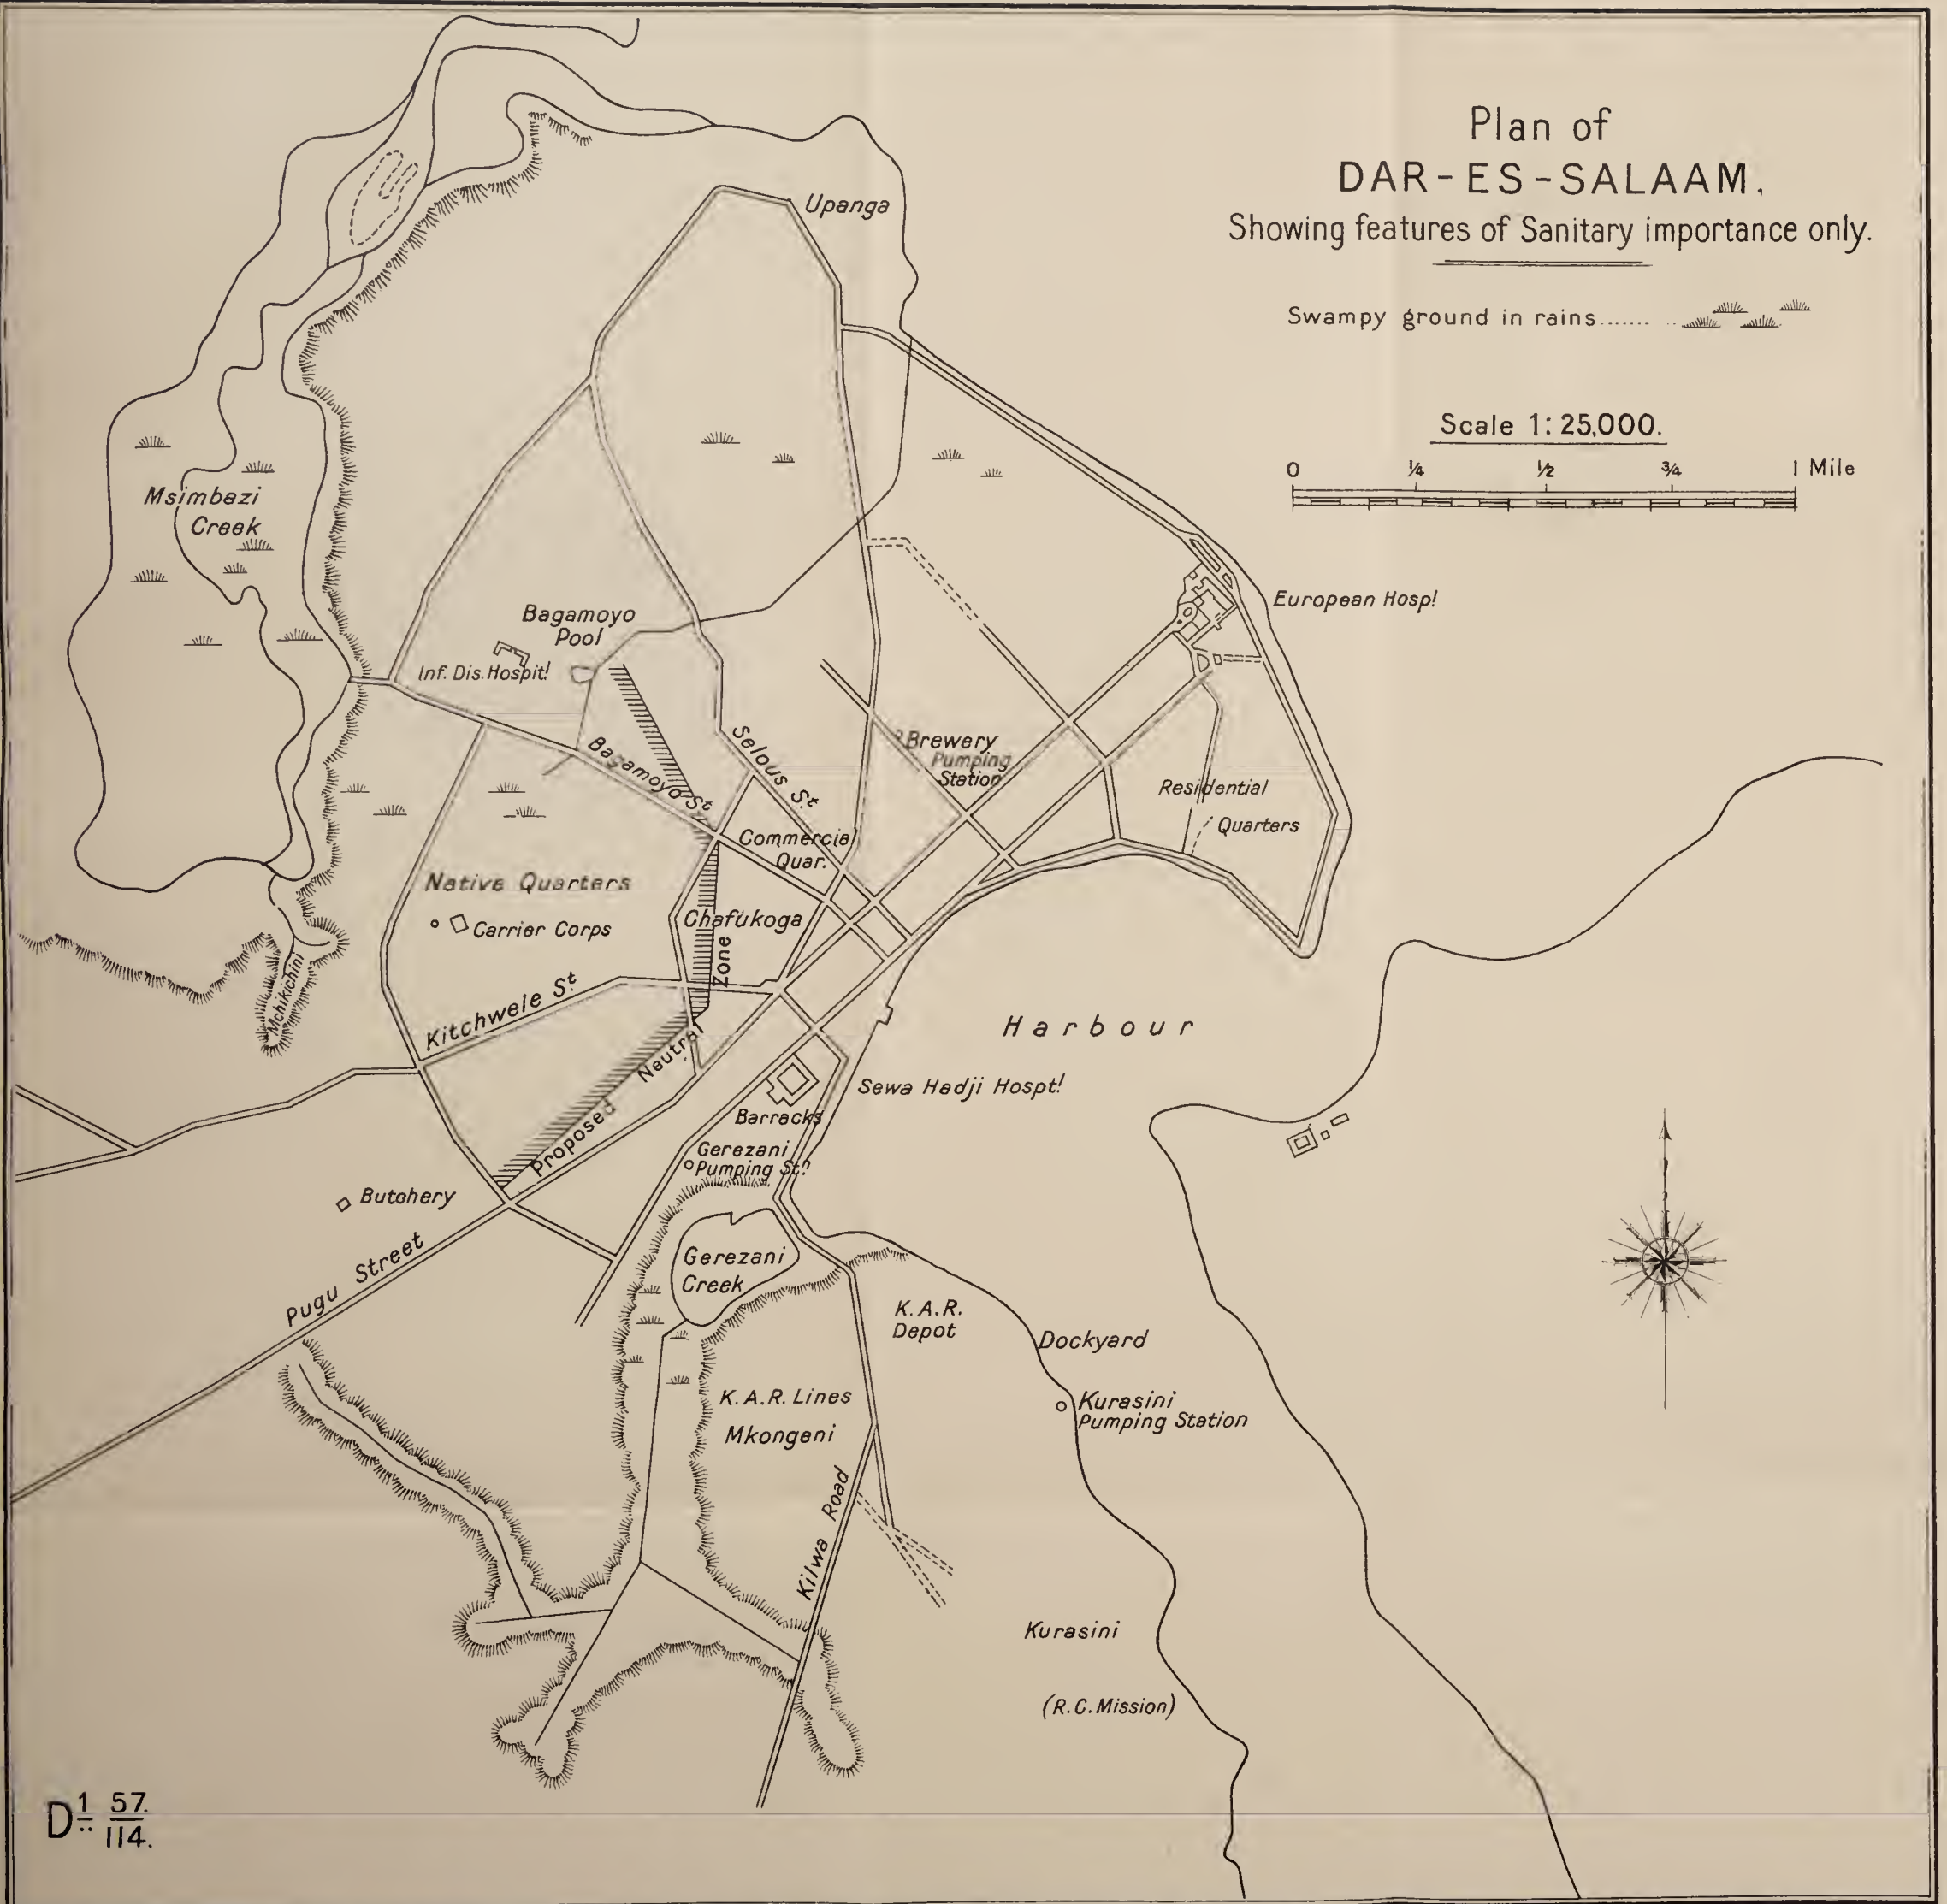 Plan of
DAR-ES-SALAAM.
Showing features of Sanitary importance only.
Swampy ground in rains
Scale 1:25,000.
0 ¼ ½ ¾ 1 Mile
Upanga
Msimbazi
Creek
European Hospl
Bagamoyo
Pool
Inf. Dis. Hospitl
Bagamoyo St
Selous St
Brewery
Pumping
Station
Residential
Quarters
Commercial
Quar.
Native Quarters
Carrier Corps
Chafukoga
Mchikichini
Kitchwele St
Proposed Neutral Zone
Harbour
Sewa Hadji Hosptl
Barracks
Gerezani
Pumping Stn
Butchery
Pugu Street
Gerezani
Creek
K.A.R.
Depot
Dockyard
Kurasini
Pumping Station
K.A.R. Lines
Mkongeni
Kilwa Road
Kurasini
(R.C. Mission)
D 1 57.
114.